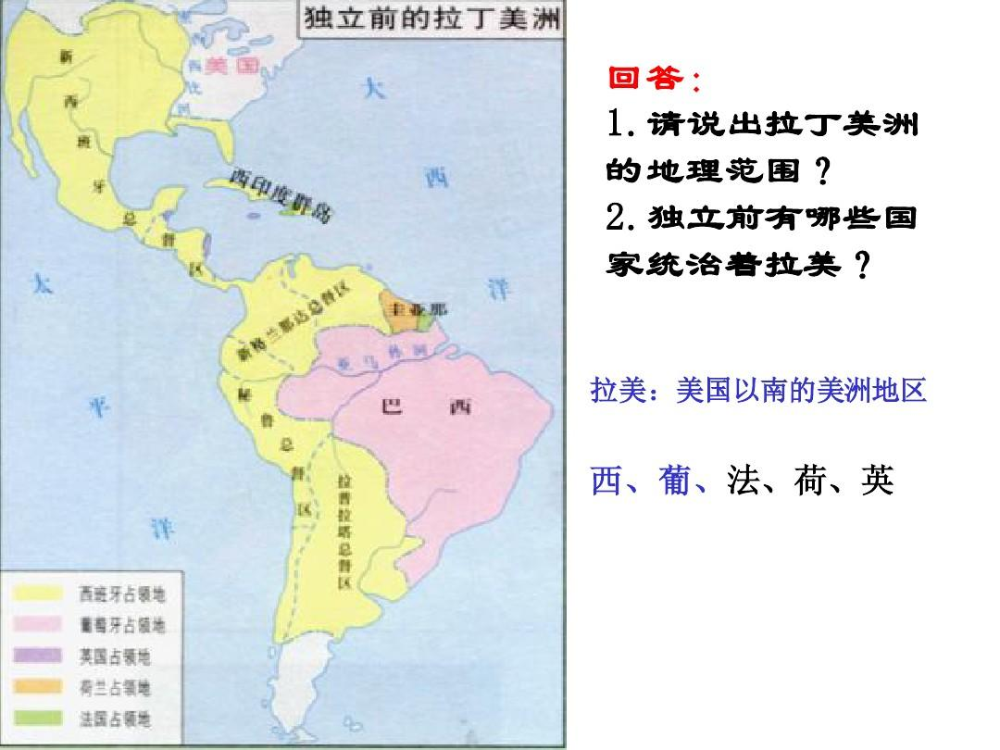 独立前的拉丁美洲
新西班牙总督区
美国
密西西比河
大西洋
西印度群岛
太平洋
新格兰那达总督区
圭亚那
亚马孙河
巴西
秘鲁总督区
拉普拉塔总督区
西班牙占领地
葡萄牙占领地
英国占领地
荷兰占领地
法国占领地
回答：
1.请说出拉丁美洲
的地理范围？
2.独立前有哪些国
家统治着拉美？
拉美：美国以南的美洲地区
西、葡、法、荷、英